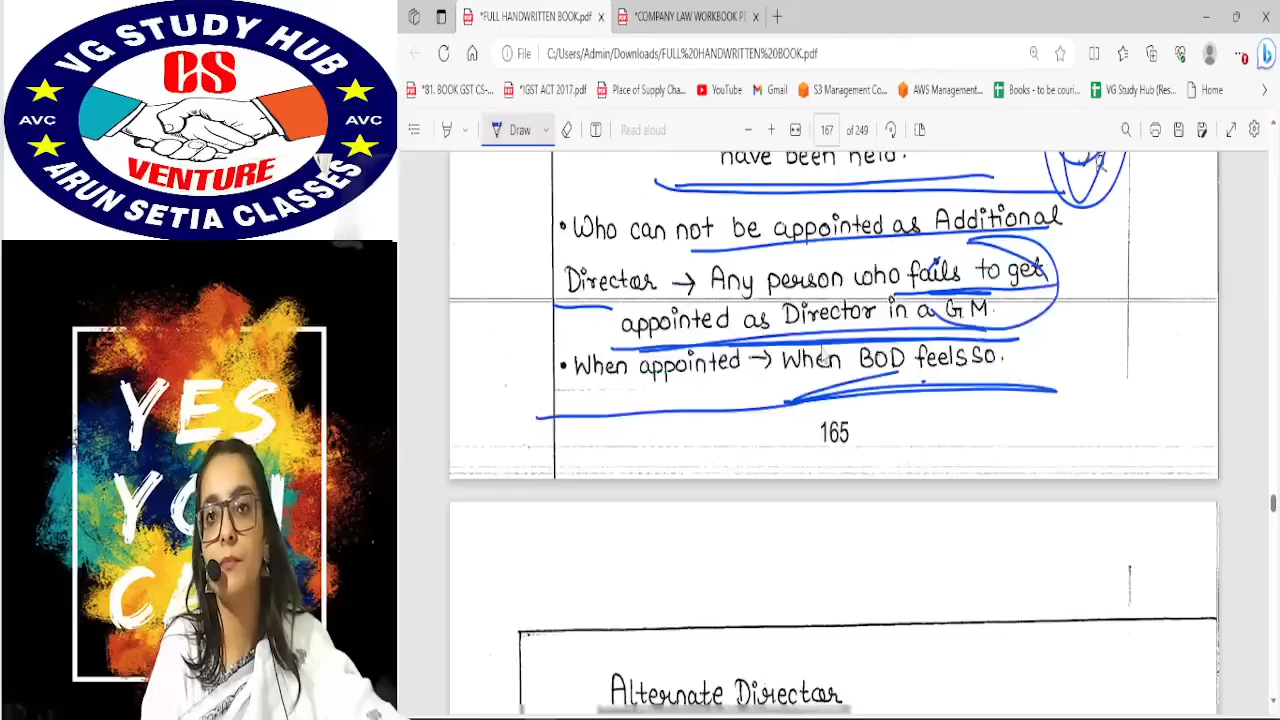 VG STUDY HUB
CS
AVC
AVC
VENTURE
ARUN SETIA CLASSES
YES
CA
*FULL HANDWRITTEN BOOK.pdf
*COMPANY LAW WORKBOOK PI
File
C:/Users/Admin/Downloads/FULL%20HANDWRITTEN%20BOOK.pdf
*81. BOOK GST CS-...
*IGST ACT 2017.pdf
Place of Supply Cha...
YouTube
Gmail
S3 Management Co...
AWS Management...
Books - to be couri...
VG Study Hub (Res...
Home
Draw
Read aloud
167 of 249
have been held.
• Who can not be appointed as Additional
Director → Any person who fails to get
appointed as Director in a GM.
• When appointed → When BOD feels so.
165
Alternate Director